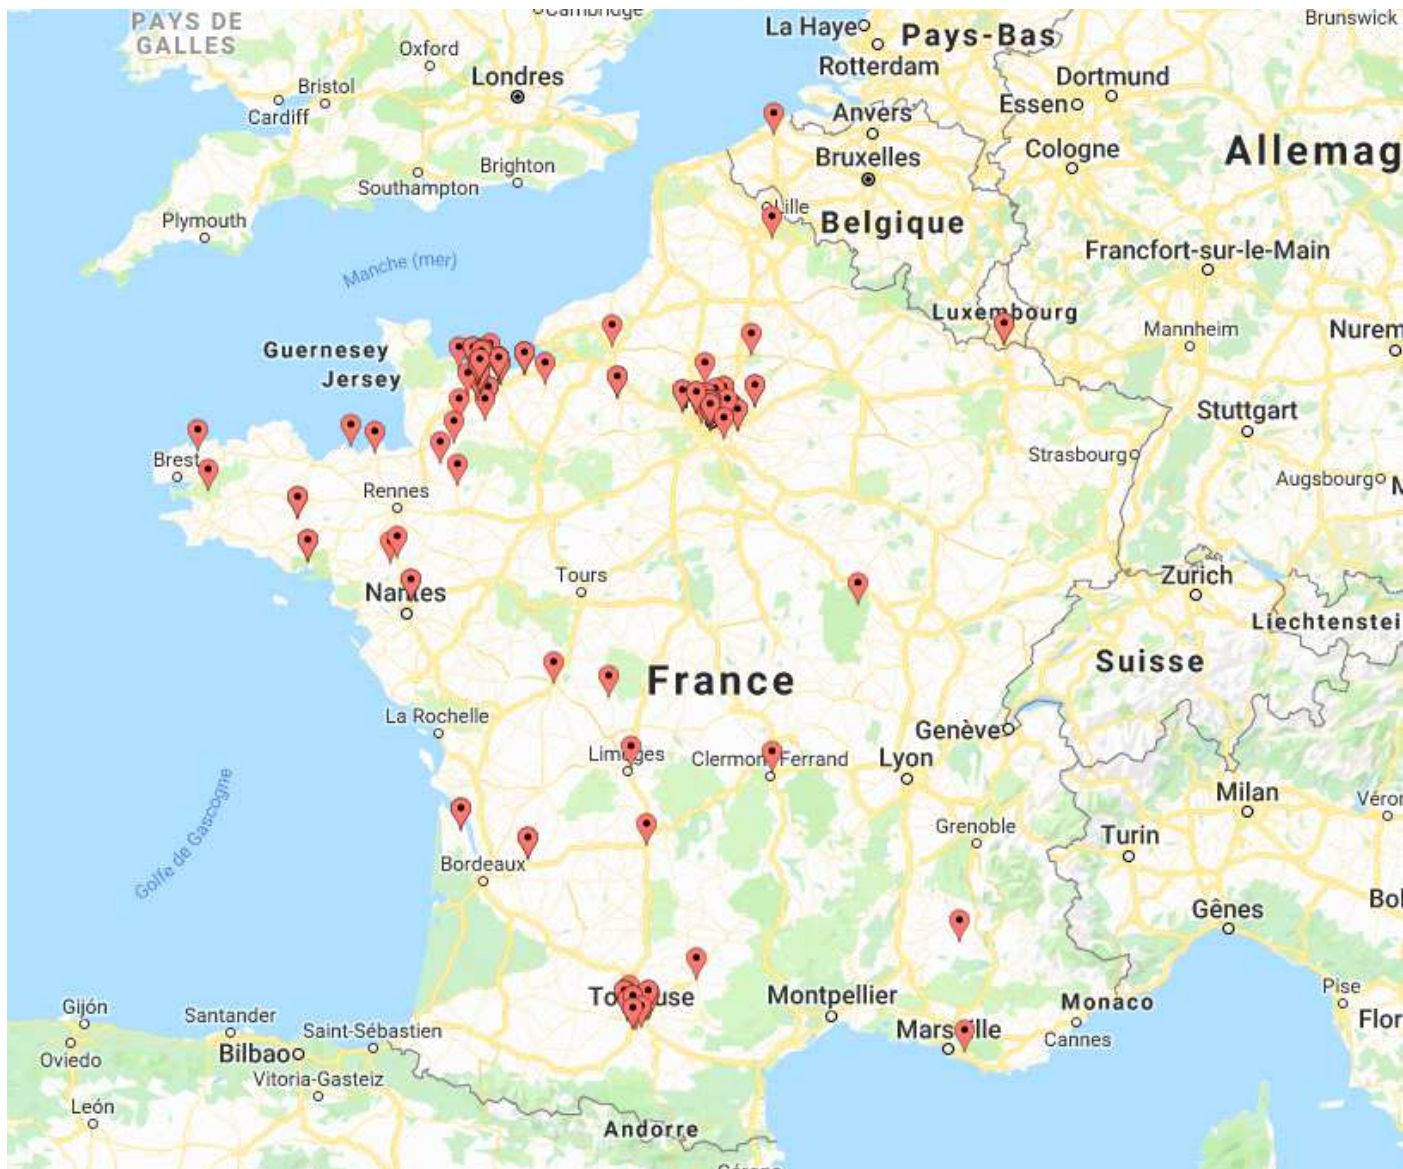 PAYS DE
GALLES
Cambridge
La Haye
Pays-Bas
Brunswick
Oxford
Rotterdam
Londres
Dortmund
Bristol
Essen
Cardiff
Anvers
Bruxelles
Cologne
Allemag
Brighton
Southampton
Plymouth
Lille
Belgique
Manche (mer)
Francfort-sur-le-Main
Luxembourg
Mannheim
Nurem
Guernesey
Jersey
Stuttgart
Brest
Strasbourg
Augsbourg
M
Rennes
Tours
Nantes
Zurich
Liechtenstei
Suisse
France
La Rochelle
Genève
Limoges
Clermont-Ferrand
Lyon
Golfe de Gascogne
Milan
Véror
Grenoble
Turin
Bordeaux
Bol
Gênes
Toulouse
Montpellier
Monaco
Pise
Gijón
Santander
Saint-Sébastien
Marseille
Cannes
Flor
Oviedo
Bilbao
Vitoria-Gasteiz
León
Andorre